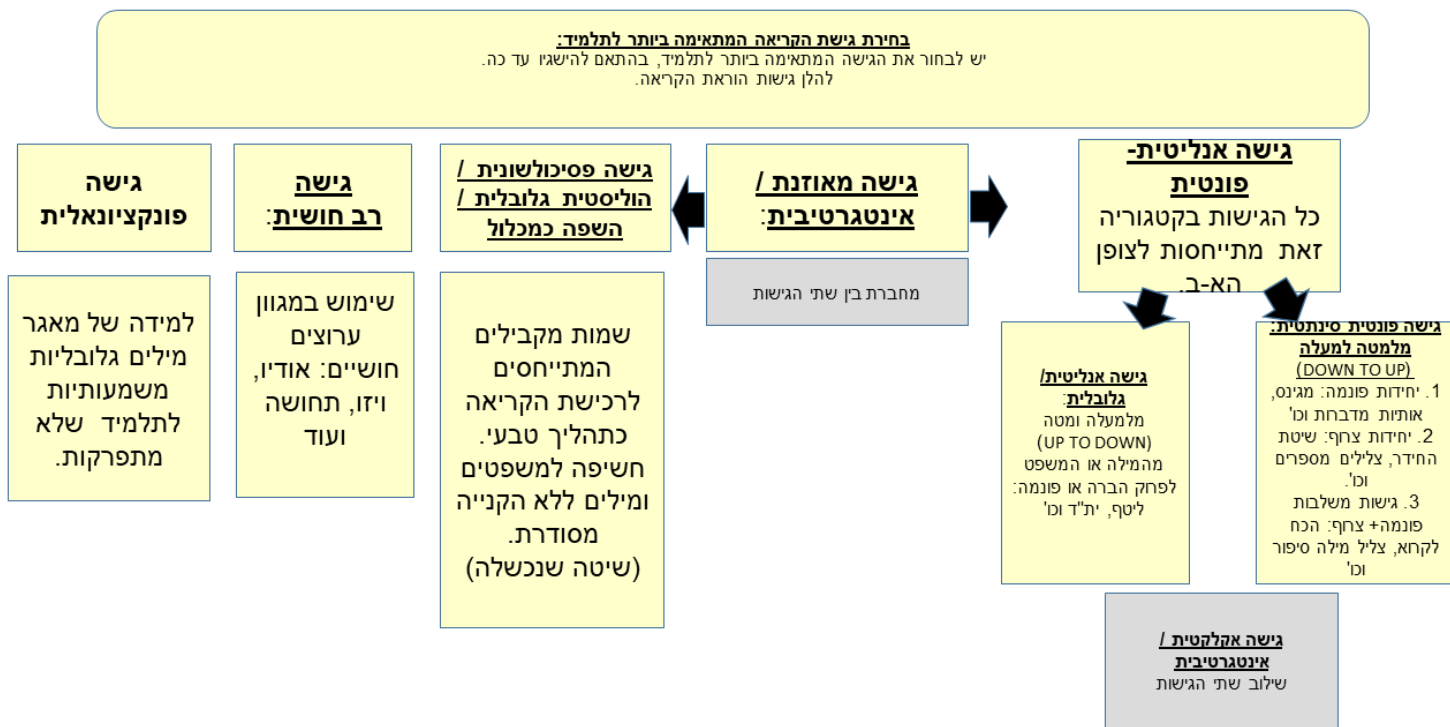 בחירת גישת הקריאה המתאימה ביותר לתלמיד:
יש לבחור את הגישה המתאימה ביותר לתלמיד, בהתאם להישגיו עד כה.
להלן גישות הוראת הקריאה.
גישה אנליטית-
פונטית
כל הגישות בקטגוריה
זאת מתייחסות לצופן
הא-ב.
גישה מאוזנת /
אינטגרטיבית:
מחברת בין שתי הגישות
גישה פסיכולשונית /
הוליסטית גלובלית /
השפה כמכלול
גישה
רב חושית:
גישה
פונקציונאלית
גישה פונטית סינתטית:
מלמטה למעלה
(DOWN TO UP)
1. יחידות פונמה: מגינס,
אותיות מדברות וכו'
2. יחידות צרוף: שיטת
החידר, צלילים מספרים
וכו'.
3. גישות משלבות
פונמה+ צרוף: הכח
לקרוא, צליל מילה סיפור
וכו'
גישה אנליטית/
גלובלית:
מלמעלה ומטה
(UP TO DOWN)
מהמילה או המשפט
לפרוק הברה או פונמה:
ליטף, ית"ד וכו'
גישה אקלקטית /
אינטגרטיבית
שילוב שתי הגישות
שמות מקבילים
המתייחסים
לרכישת הקריאה
כתהליך טבעי.
חשיפה למשפטים
ומילים ללא הקנייה
מסודרת.
(שיטה שנכשלה)
שימוש במגוון
ערוצים
חושיים: אודיו,
ויזו, תחושה
ועוד
למידה של מאגר
מילים גלובליות
משמעותיות
לתלמיד שלא
מתפרקות.